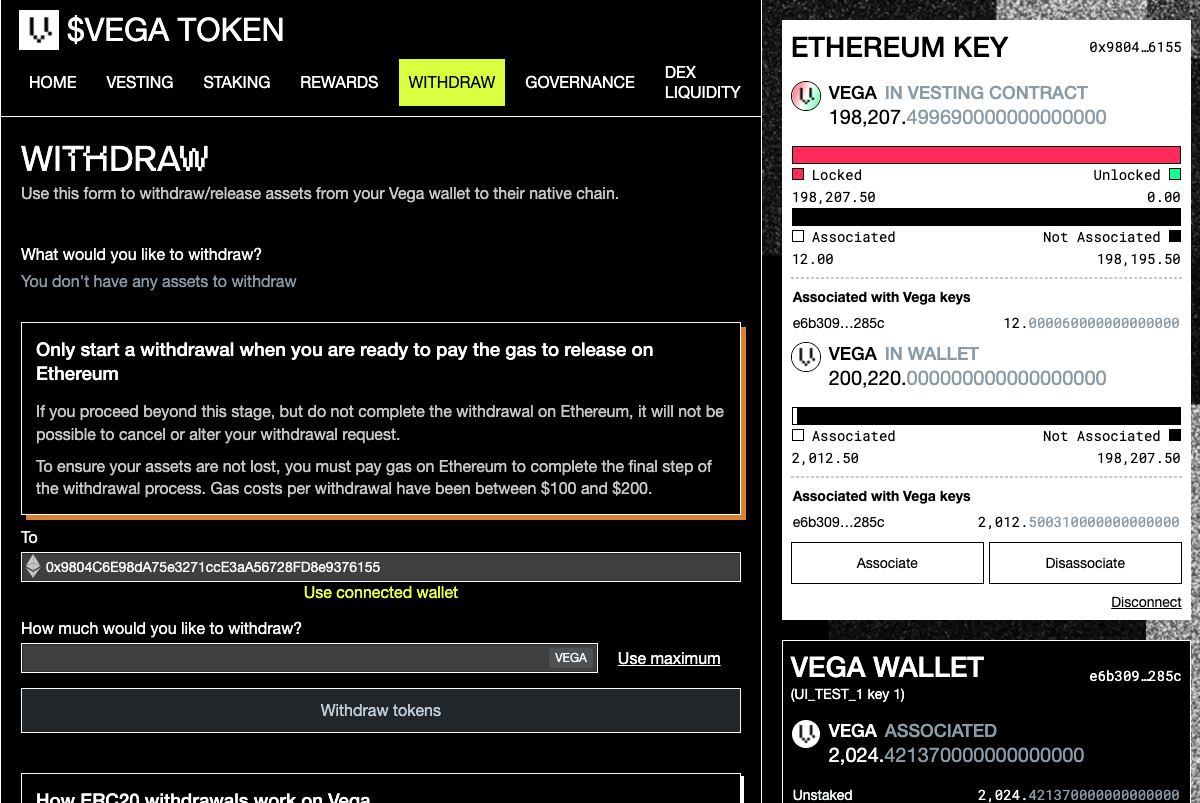 $VEGA TOKEN
HOME VESTING STAKING REWARDS WITHDRAW GOVERNANCE DEX LIQUIDITY
WITHDRAW
Use this form to withdraw/release assets from your Vega wallet to their native chain.
What would you like to withdraw?
You don't have any assets to withdraw
Only start a withdrawal when you are ready to pay the gas to release on
Ethereum
If you proceed beyond this stage, but do not complete the withdrawal on Ethereum, it will not be
possible to cancel or alter your withdrawal request.
To ensure your assets are not lost, you must pay gas on Ethereum to complete the final step of
the withdrawal process. Gas costs per withdrawal have been between $100 and $200.
To
0x9804C6E98dA75e3271ccE3aA56728FD8e9376155
Use connected wallet
How much would you like to withdraw?
VEGA Use maximum
Withdraw tokens
How ERC20 withdrawals work on Vega
ETHEREUM KEY 0x9804…6155
VEGA IN VESTING CONTRACT
198,207.499690000000000000
Locked Unlocked
198,207.50 0.00
Associated Not Associated
12.00 198,195.50
Associated with Vega keys
e6b309…285c 12.000060000000000000
VEGA IN WALLET
200,220.000000000000000000
Associated Not Associated
2,012.50 198,207.50
Associated with Vega keys
e6b309…285c 2,012.500310000000000000
Associate Disassociate
Disconnect
VEGA WALLET e6b309…285c
(UI_TEST_1 key 1)
VEGA ASSOCIATED
2,024.421370000000000000
Unstaked 2,024.421370000000000000